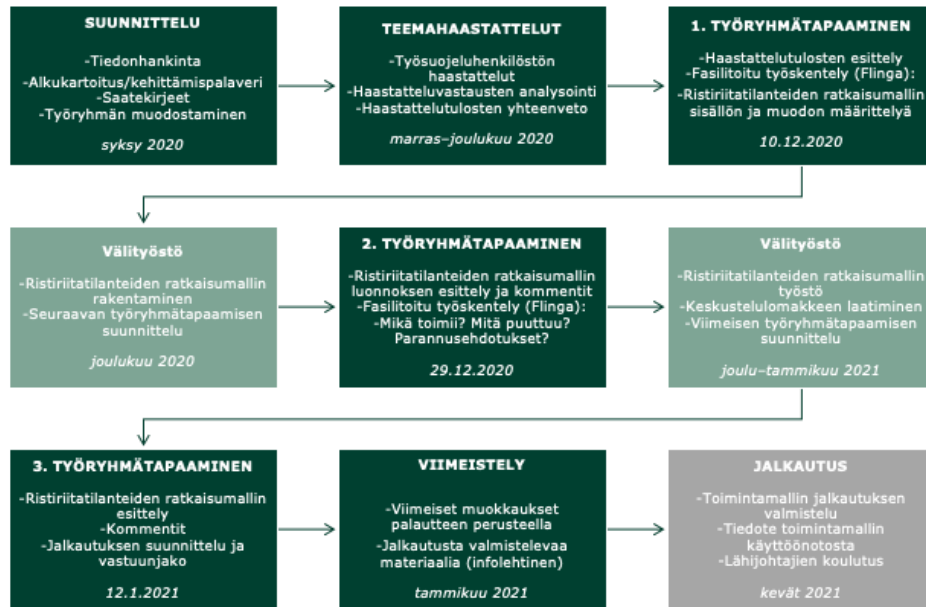 SUUNNITTELU
-Tiedonhankinta
-Alkukartoitus/kehittämispalaveri
-Saatekirjeet
-Työryhmän muodostaminen
syksy 2020
TEEMAHAASTATTELUT
-Työsuojeluhenkilöstön
haastattelut
-Haastatteluvastausten analysointi
-Haastattelutulosten yhteenveto
marras–joulukuu 2020
1. TYÖRYHMÄTAPAAMINEN
-Haastattelutulosten esittely
-Fasilitoitu työskentely (Flinga):
-Ristiriitatilanteiden ratkaisumallin
sisällön ja muodon määrittelyä
10.12.2020
Välityöstö
-Ristiriitatilanteiden ratkaisumallin
rakentaminen
-Seuraavan työryhmätapaamisen
suunnittelu
joulukuu 2020
2. TYÖRYHMÄTAPAAMINEN
-Ristiriitatilanteiden ratkaisumallin
luonnoksen esittely ja kommentit
-Fasilitoitu työskentely (Flinga):
-Mikä toimii? Mitä puuttuu?
Parannusehdotukset?
29.12.2020
Välityöstö
-Ristiriitatilanteiden ratkaisumallin
työstö
-Keskustelulomakkeen laatiminen
-Viimeisen työryhmätapaamisen
suunnittelu
joulu–tammikuu 2021
3. TYÖRYHMÄTAPAAMINEN
-Ristiriitatilanteiden ratkaisumallin
esittely
-Kommentit
-Jalkautuksen suunnittelu ja
vastuunjako
12.1.2021
VIIMEISTELY
-Viimeiset muokkaukset
palautteen perusteella
-Jalkautusta valmistelevaa
materiaalia (infolehtinen)
tammikuu 2021
JALKAUTUS
-Toimintamallin jalkautuksen
valmistelu
-Tiedote toimintamallin
käyttöönotosta
-Lähijohtajien koulutus
kevät 2021